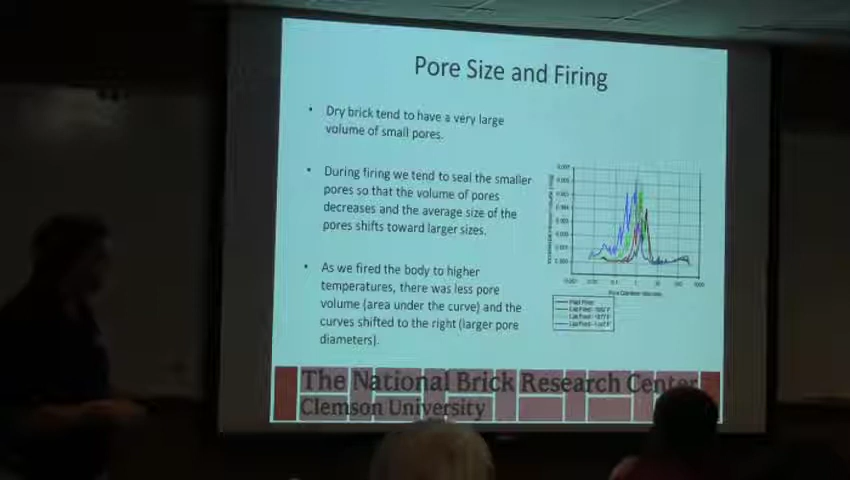 Pore Size and Firing
• Dry brick tend to have a very large
volume of small pores.
• During firing we tend to seal the smaller
pores so that the volume of pores
decreases and the average size of the
pores shifts toward larger sizes.
• As we fired the body to higher
temperatures, there was less pore
volume (area under the curve) and the
curves shifted to the right (larger pore
diameters).
The National Brick Research Center
Clemson University